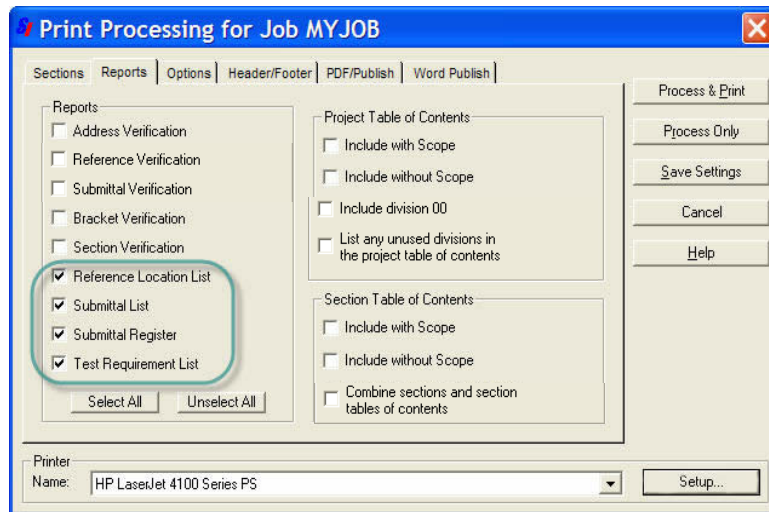 Print Processing for Job MYJOB
Sections Reports Options Header/Footer PDF/Publish Word Publish
Reports
Address Verification
Reference Verification
Submittal Verification
Bracket Verification
Section Verification
Reference Location List
Submittal List
Submittal Register
Test Requirement List
Select All Unselect All
Project Table of Contents
Include with Scope
Include without Scope
Include division 00
List any unused divisions in
the project table of contents
Section Table of Contents
Include with Scope
Include without Scope
Combine sections and section
tables of contents
Process & Print
Process Only
Save Settings
Cancel
Help
Printer
Name: HP LaserJet 4100 Series PS
Setup...